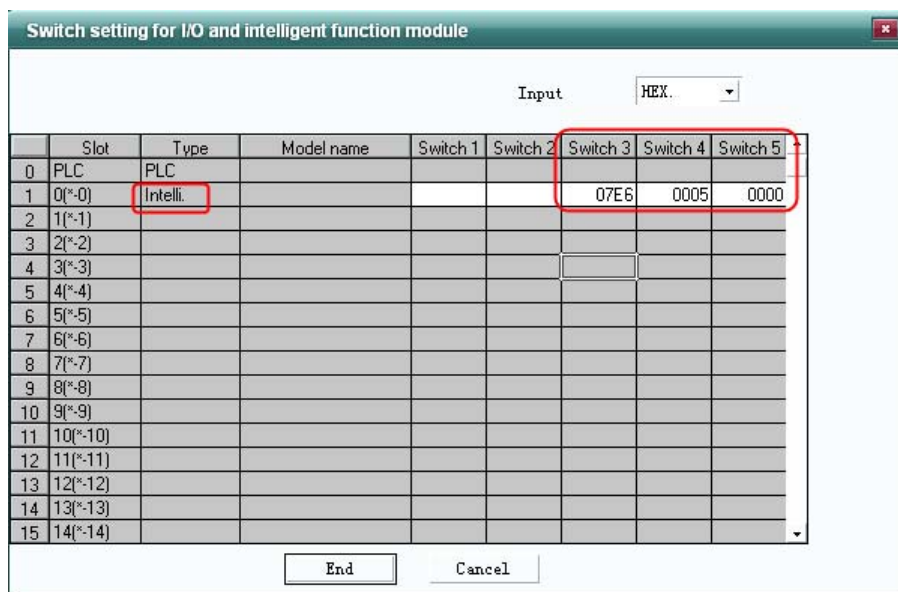 Switch setting for I/O and intelligent function module
Input HEX.
Slot Type Model name Switch 1 Switch 2 Switch 3 Switch 4 Switch 5
0 PLC PLC
1 0(*-0) Intelli. 07E6 0005 0000
2 1(*-1)
3 2(*-2)
4 3(*-3)
5 4(*-4)
6 5(*-5)
7 6(*-6)
8 7(*-7)
9 8(*-8)
10 9(*-9)
11 10(*-10)
12 11(*-11)
13 12(*-12)
14 13(*-13)
15 14(*-14)
End Cancel